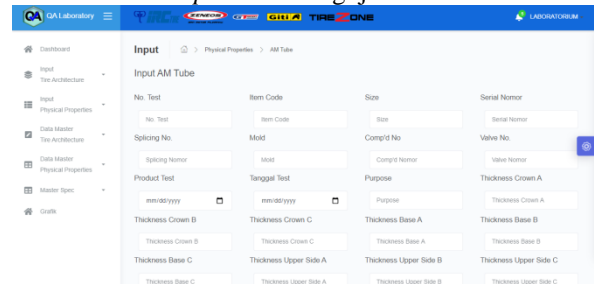 QA QA Laboratory
ZENEOS GT Giti TIRE ZONE
LABORATORIUM
Dashboard
Input
Tire Architecture
Input
Physical Properties
Data Master
Tire Architecture
Data Master
Physical Properties
Master Spec
Grafik
Input > Physical Properties > AM Tube
Input AM Tube
No. Test Item Code Size Serial Nomor
No. Test Item Code Size Serial Nomor
Splicing No. Mold Comp'd No Valve No.
Splicing Nomor Mold Comp'd Nomor Valve Nomor
Product Test Tanggal Test Purpose Thickness Crown A
mm/dd/yyyy mm/dd/yyyy Purpose Thickness Crown A
Thickness Crown B Thickness Crown C Thickness Base A Thickness Base B
Thickness Crown B Thickness Crown C Thickness Base A Thickness Base B
Thickness Base C Thickness Upper Side A Thickness Upper Side B Thickness Upper Side C
Thickness Base C Thickness Upper Side A Thickness Upper Side B Thickness Upper Side C